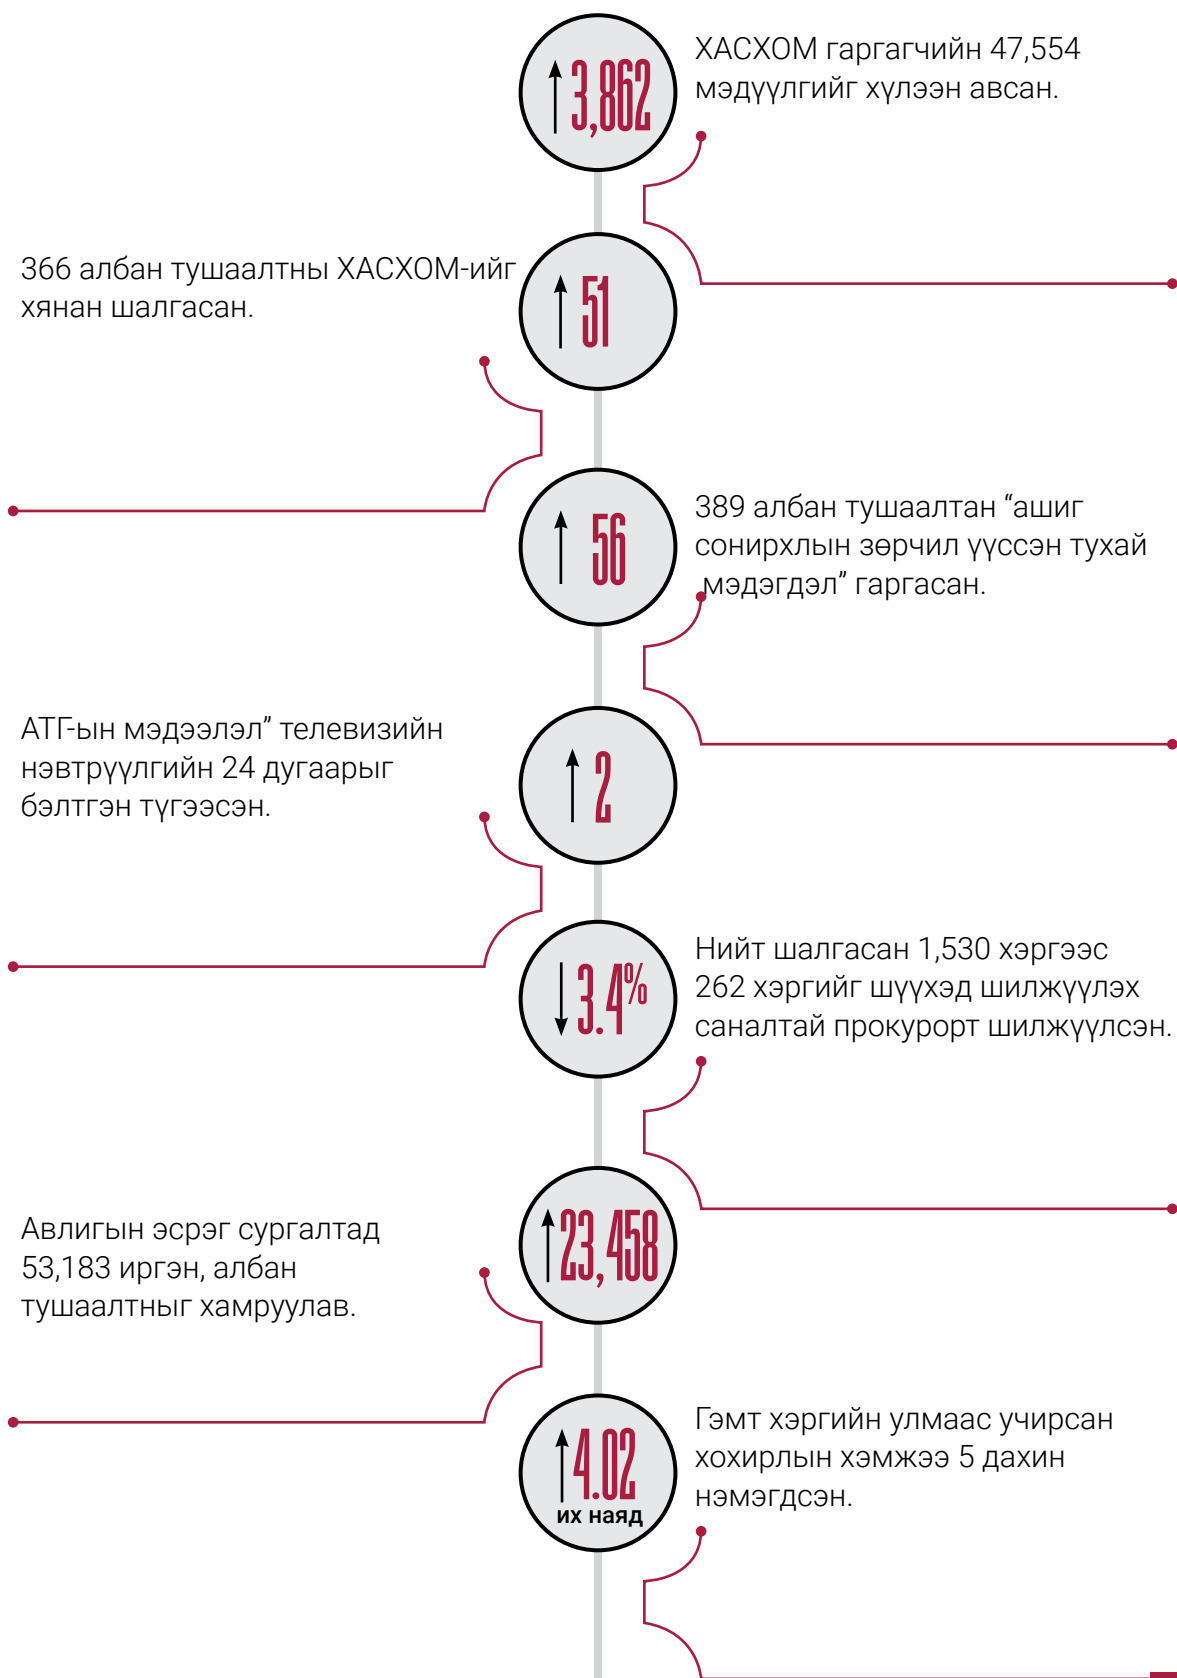 3,862
ХАСХОМ гаргагчийн 47,554
мэдүүлгийг хүлээн авсан.
366 албан тушаалтны ХАСХОМ-ийг
хянан шалгасан.
51
56
389 албан тушаалтан “ашиг
сонирхлын зөрчил үүссэн тухай
мэдэгдэл” гаргасан.
АТГ-ын мэдээлэл” телевизийн
нэвтрүүлгийн 24 дугаарыг
бэлтгэн түгээсэн.
2
3.4%
Нийт шалгасан 1,530 хэргээс
262 хэргийг шүүхэд шилжүүлэх
саналтай прокурорт шилжүүлсэн.
Авлигын эсрэг сургалтад
53,183 иргэн, албан
тушаалтныг хамруулав.
23,458
4.02
их наяд
Гэмт хэргийн улмаас учирсан
хохирлын хэмжээ 5 дахин
нэмэгдсэн.